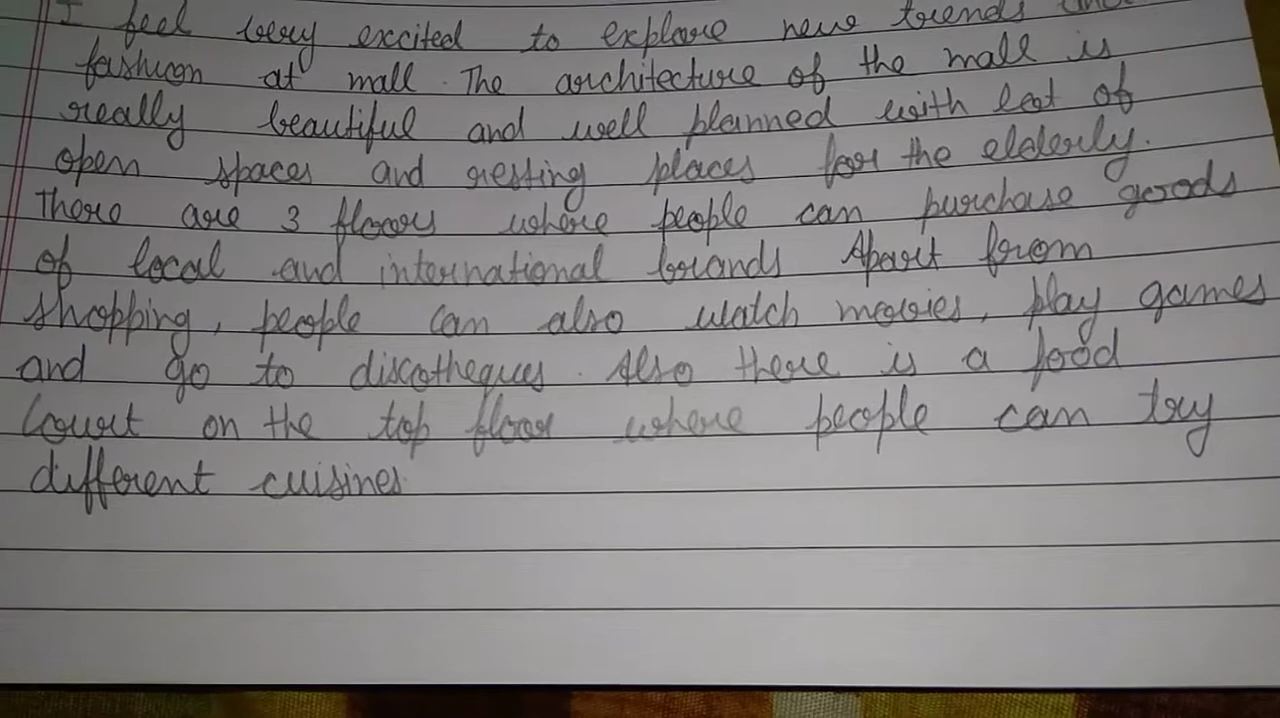 I feel very excited to explore new trends and
fashion at mall. The architecture of the mall is
really beautiful and well planned with lot of
open spaces and resting places for the elderly.
There are 3 floors where people can purchase goods
of local and international brands Apart from
shopping, people can also watch movies, play games
and go to discotheques. Also there is a food
court on the top floor where people can try
different cuisines.